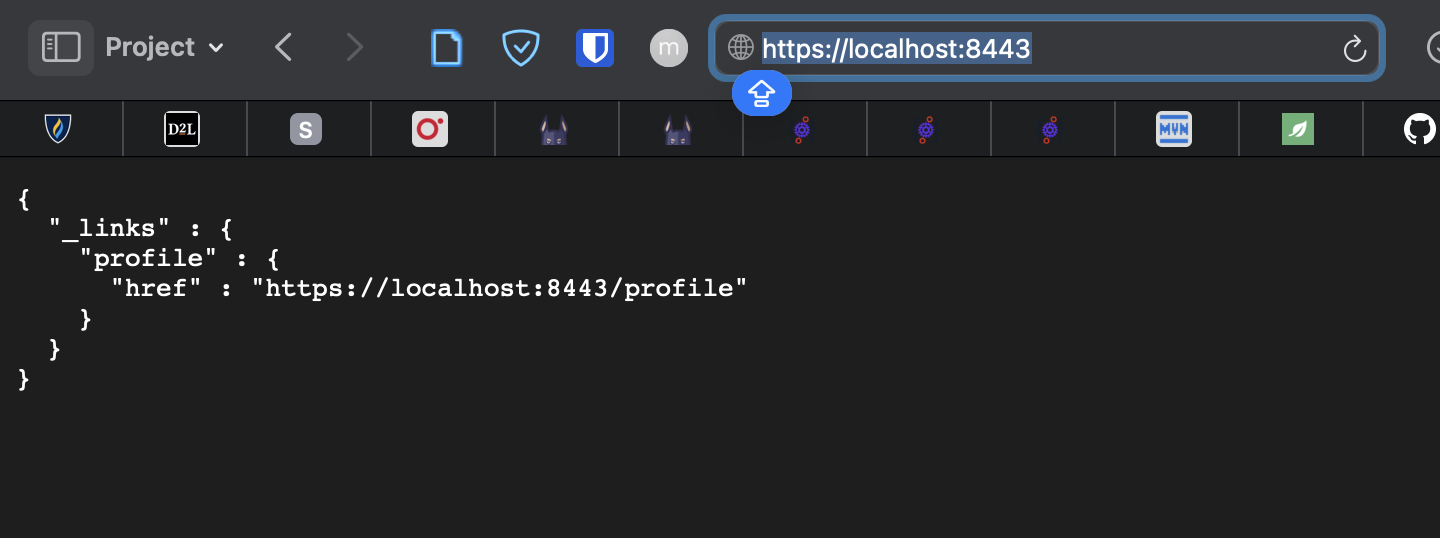 Project
m
https://localhost:8443
D2L
S
MVN
{
  "_links" : {
    "profile" : {
      "href" : "https://localhost:8443/profile"
    }
  }
}